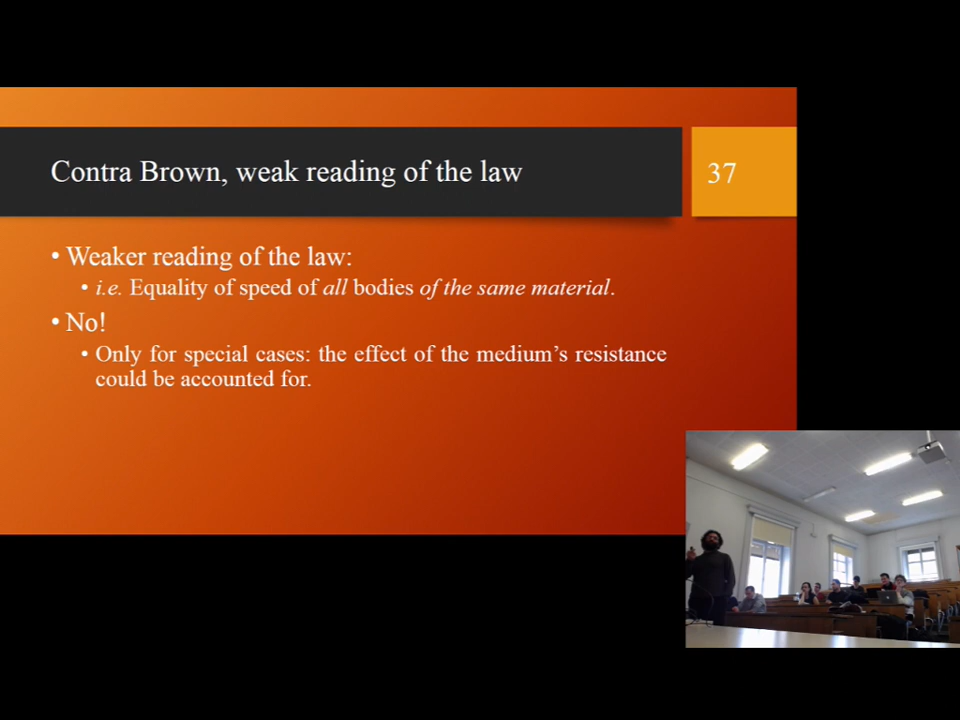 Contra Brown, weak reading of the law
37
• Weaker reading of the law:
• i.e. Equality of speed of all bodies of the same material.
• No!
• Only for special cases: the effect of the medium’s resistance
could be accounted for.